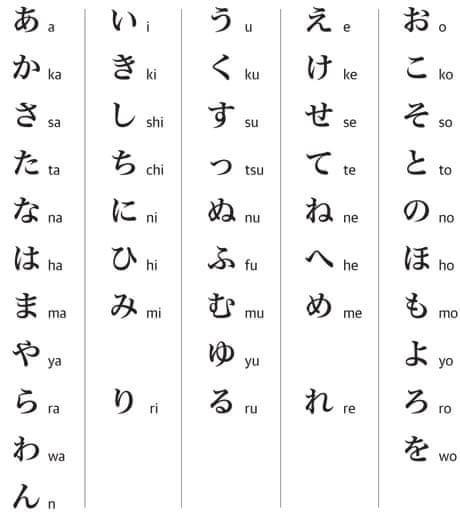 あ a い i う u え e お o
か ka き ki く ku け ke こ ko
さ sa し shi す su せ se そ so
た ta ち chi っ tsu て te と to
な na に ni ぬ nu ね ne の no
は ha ひ hi ふ fu へ he ほ ho
ま ma み mi む mu め me も mo
や ya ゆ yu よ yo
ら ra り ri る ru れ re ろ ro
わ wa を wo
ん n